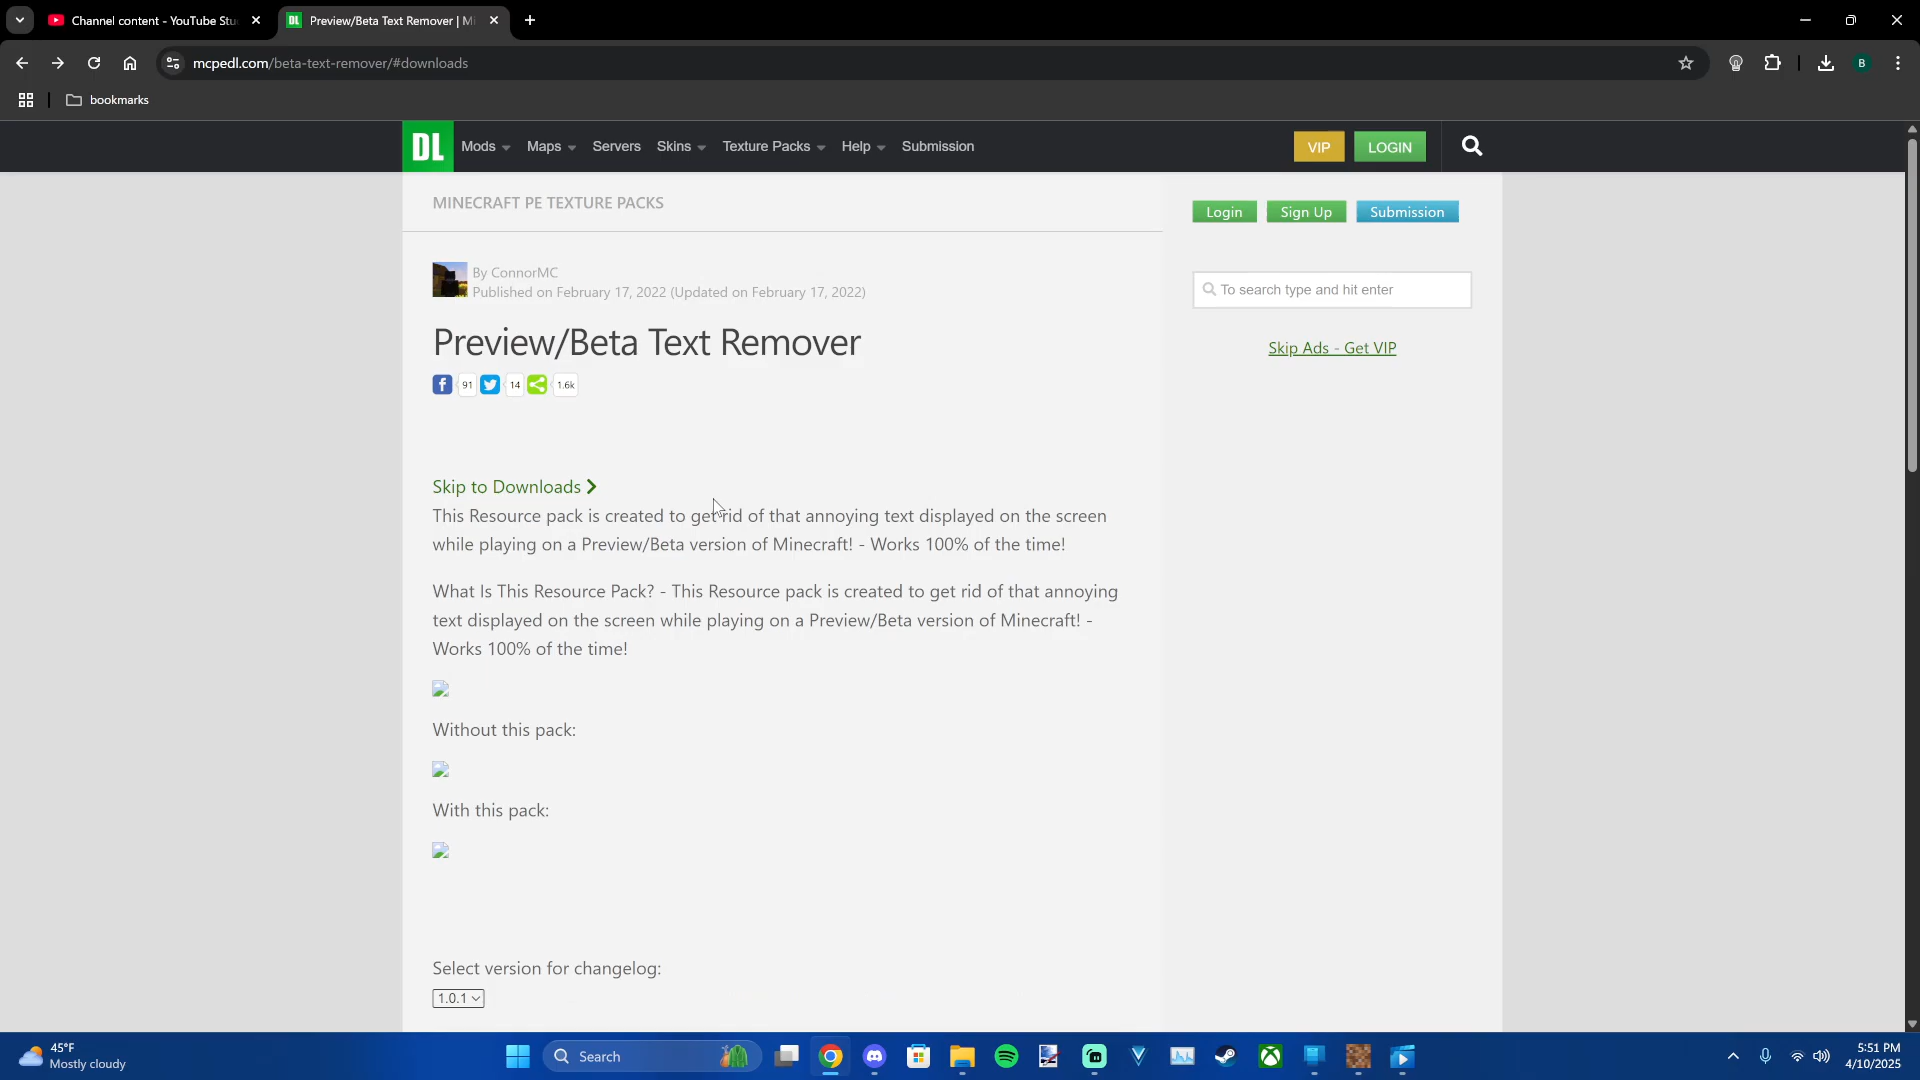 Channel content - YouTube Stu
Preview/Beta Text Remover | Mi
mcpedl.com/beta-text-remover/#downloads
B
bookmarks
DL
Mods
Maps
Servers
Skins
Texture Packs
Help
Submission
VIP
LOGIN
MINECRAFT PE TEXTURE PACKS
Login
Sign Up
Submission
By ConnorMC
Published on February 17, 2022 (Updated on February 17, 2022)
To search type and hit enter
Preview/Beta Text Remover
Skip Ads - Get VIP
91
14
1.6k
Skip to Downloads
This Resource pack is created to get rid of that annoying text displayed on the screen
while playing on a Preview/Beta version of Minecraft! - Works 100% of the time!
What Is This Resource Pack? - This Resource pack is created to get rid of that annoying
text displayed on the screen while playing on a Preview/Beta version of Minecraft! -
Works 100% of the time!
Without this pack:
With this pack:
Select version for changelog:
1.0.1
45°F
Mostly cloudy
Search
5:51 PM
4/10/2025